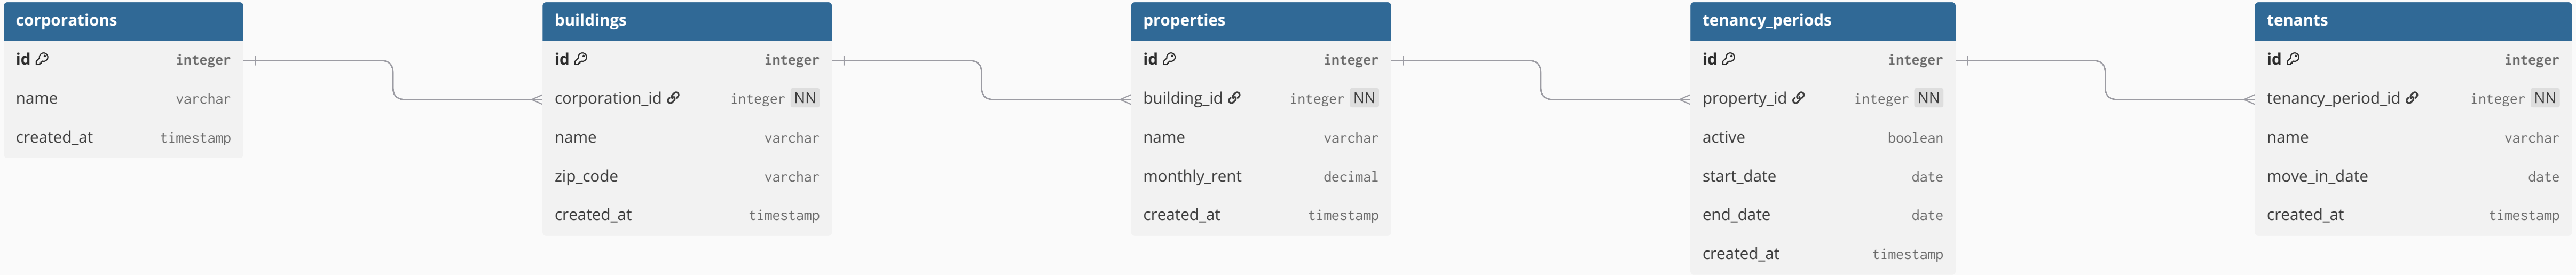 corporations
id integer
name varchar
created_at timestamp
buildings
id integer
corporation_id integer NN
name varchar
zip_code varchar
created_at timestamp
properties
id integer
building_id integer NN
name varchar
monthly_rent decimal
created_at timestamp
tenancy_periods
id integer
property_id integer NN
active boolean
start_date date
end_date date
created_at timestamp
tenants
id integer
tenancy_period_id integer NN
name varchar
move_in_date date
created_at timestamp